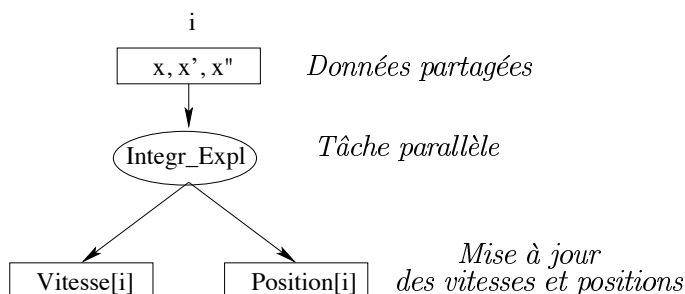 i
x, x', x" Données partagées
Integr_Expl Tâche parallèle
Mise à jour
Vitesse[i] Position[i] des vitesses et positions